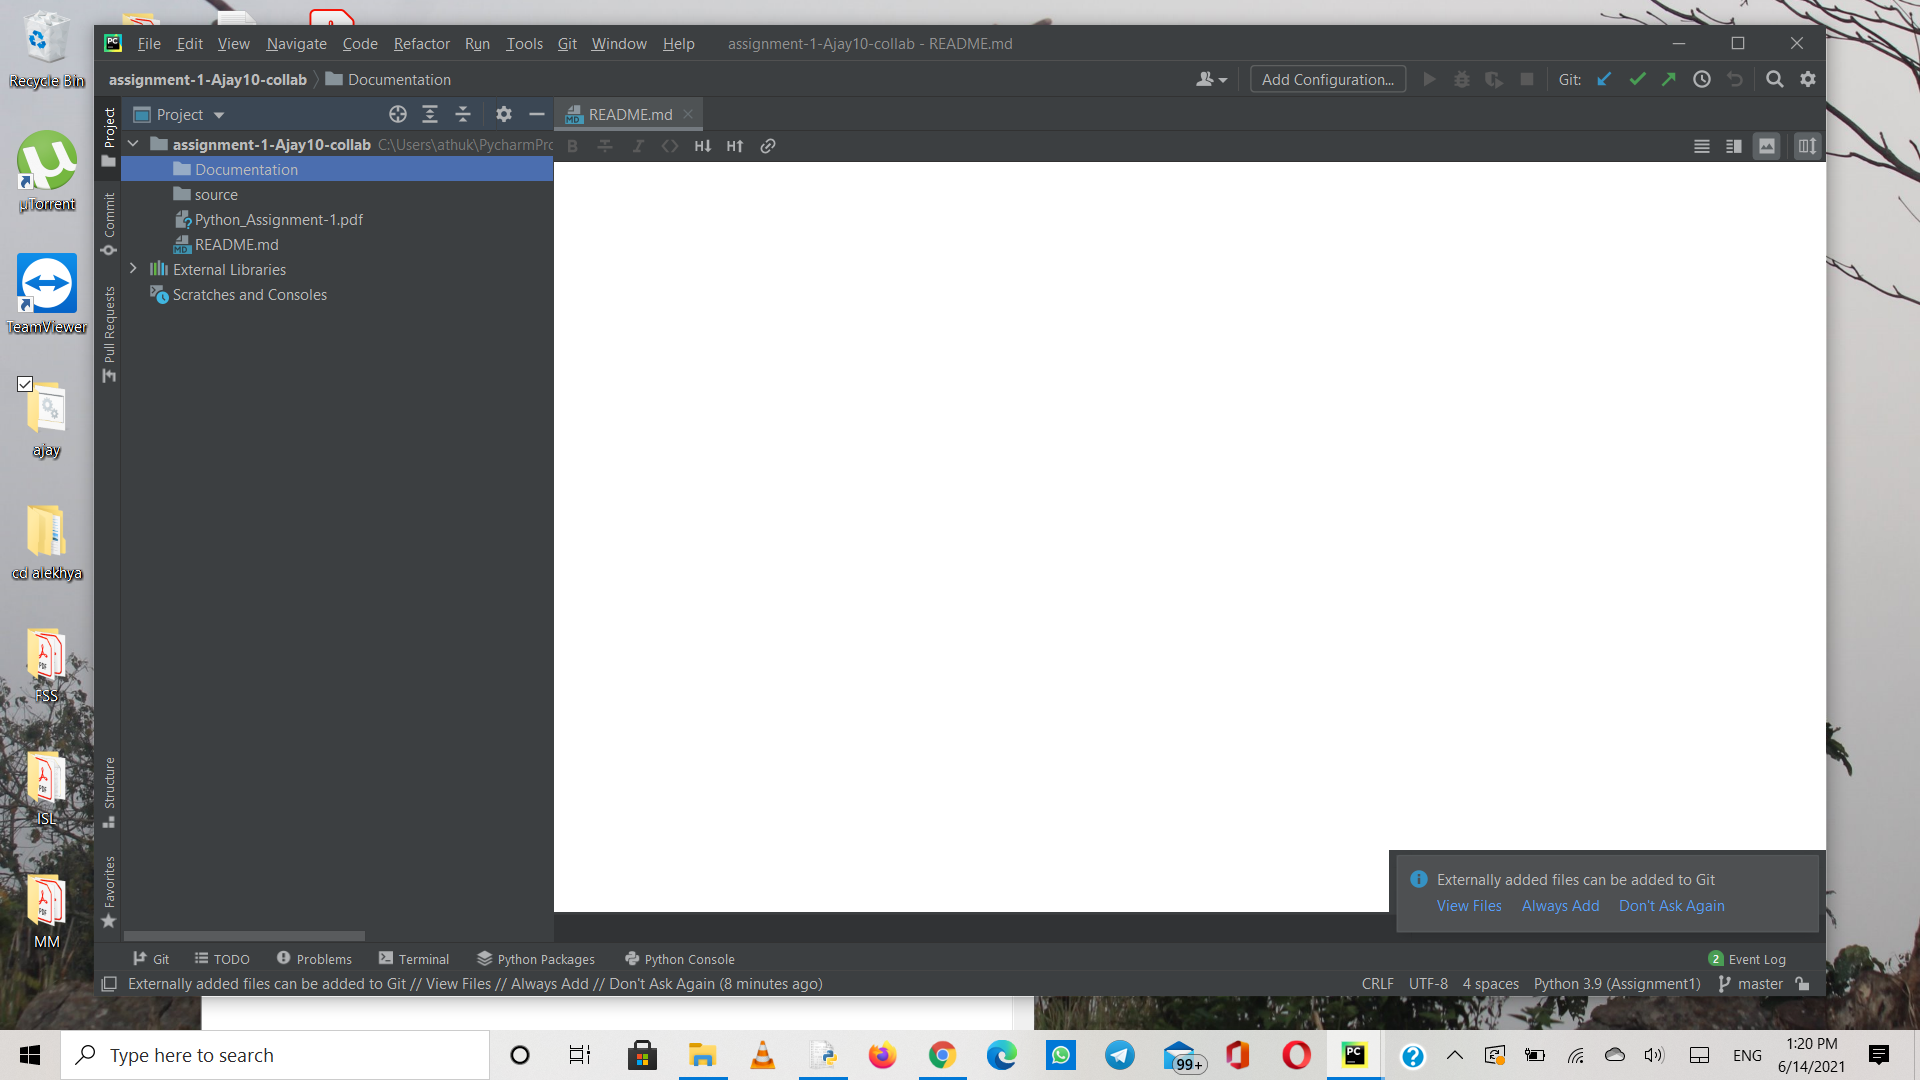 Recycle Bin
µTorrent
TeamViewer
ajay
cd alekhya
FSS
ISL
MM
PC File Edit View Navigate Code Refactor Run Tools Git Window Help assignment-1-Ajay10-collab - README.md
assignment-1-Ajay10-collab Documentation Add Configuration... Git:
Project README.md
Project
Commit
Pull Requests
Structure
Favorites
assignment-1-Ajay10-collab C:\Users\athuk\PycharmPro
Documentation
source
Python_Assignment-1.pdf
README.md
External Libraries
Scratches and Consoles
B I <> H↓ H↑
Externally added files can be added to Git
View Files Always Add Don't Ask Again
Git TODO Problems Terminal Python Packages Python Console 2 Event Log
Externally added files can be added to Git // View Files // Always Add // Don't Ask Again (8 minutes ago) CRLF UTF-8 4 spaces Python 3.9 (Assignment1) master
Type here to search 99+ PC ENG 1:20 PM
6/14/2021